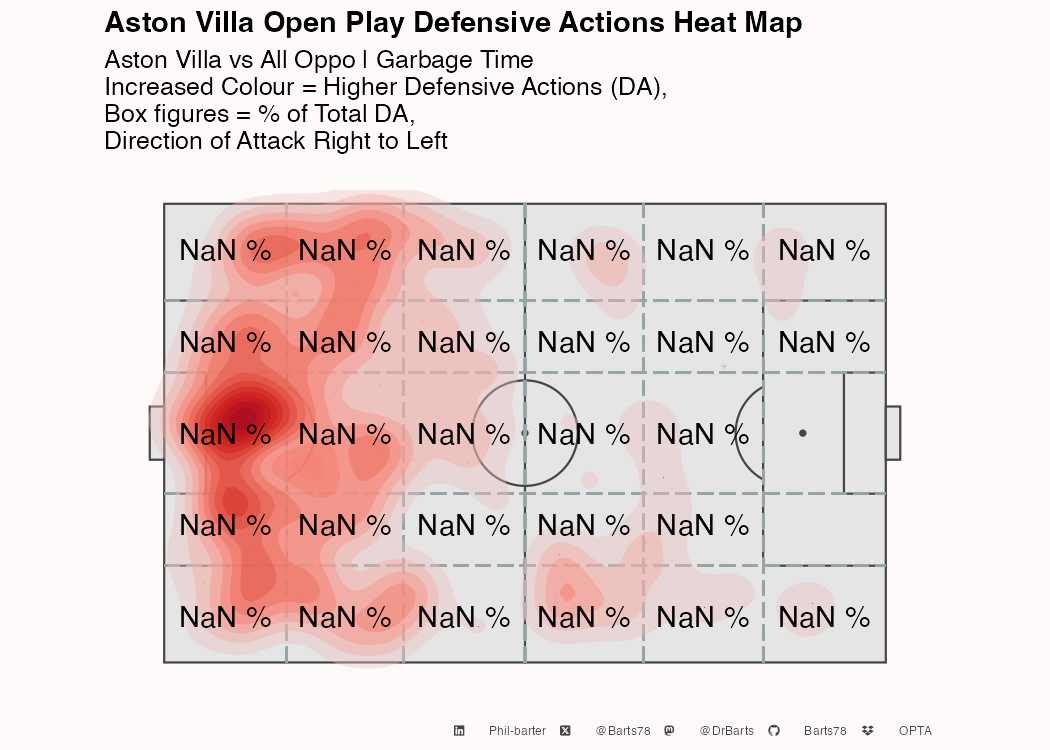 Aston Villa Open Play Defensive Actions Heat Map
Aston Villa vs All Oppo | Garbage Time
Increased Colour = Higher Defensive Actions (DA),
Box figures = % of Total DA,
Direction of Attack Right to Left
NaN % NaN % NaN % NaN % NaN % NaN %
NaN % NaN % NaN % NaN % NaN % NaN %
NaN % NaN % NaN % NaN % NaN %
NaN % NaN % NaN % NaN % NaN %
NaN % NaN % NaN % NaN % NaN % NaN %
Phil-barter @Barts78 @DrBarts Barts78 OPTA